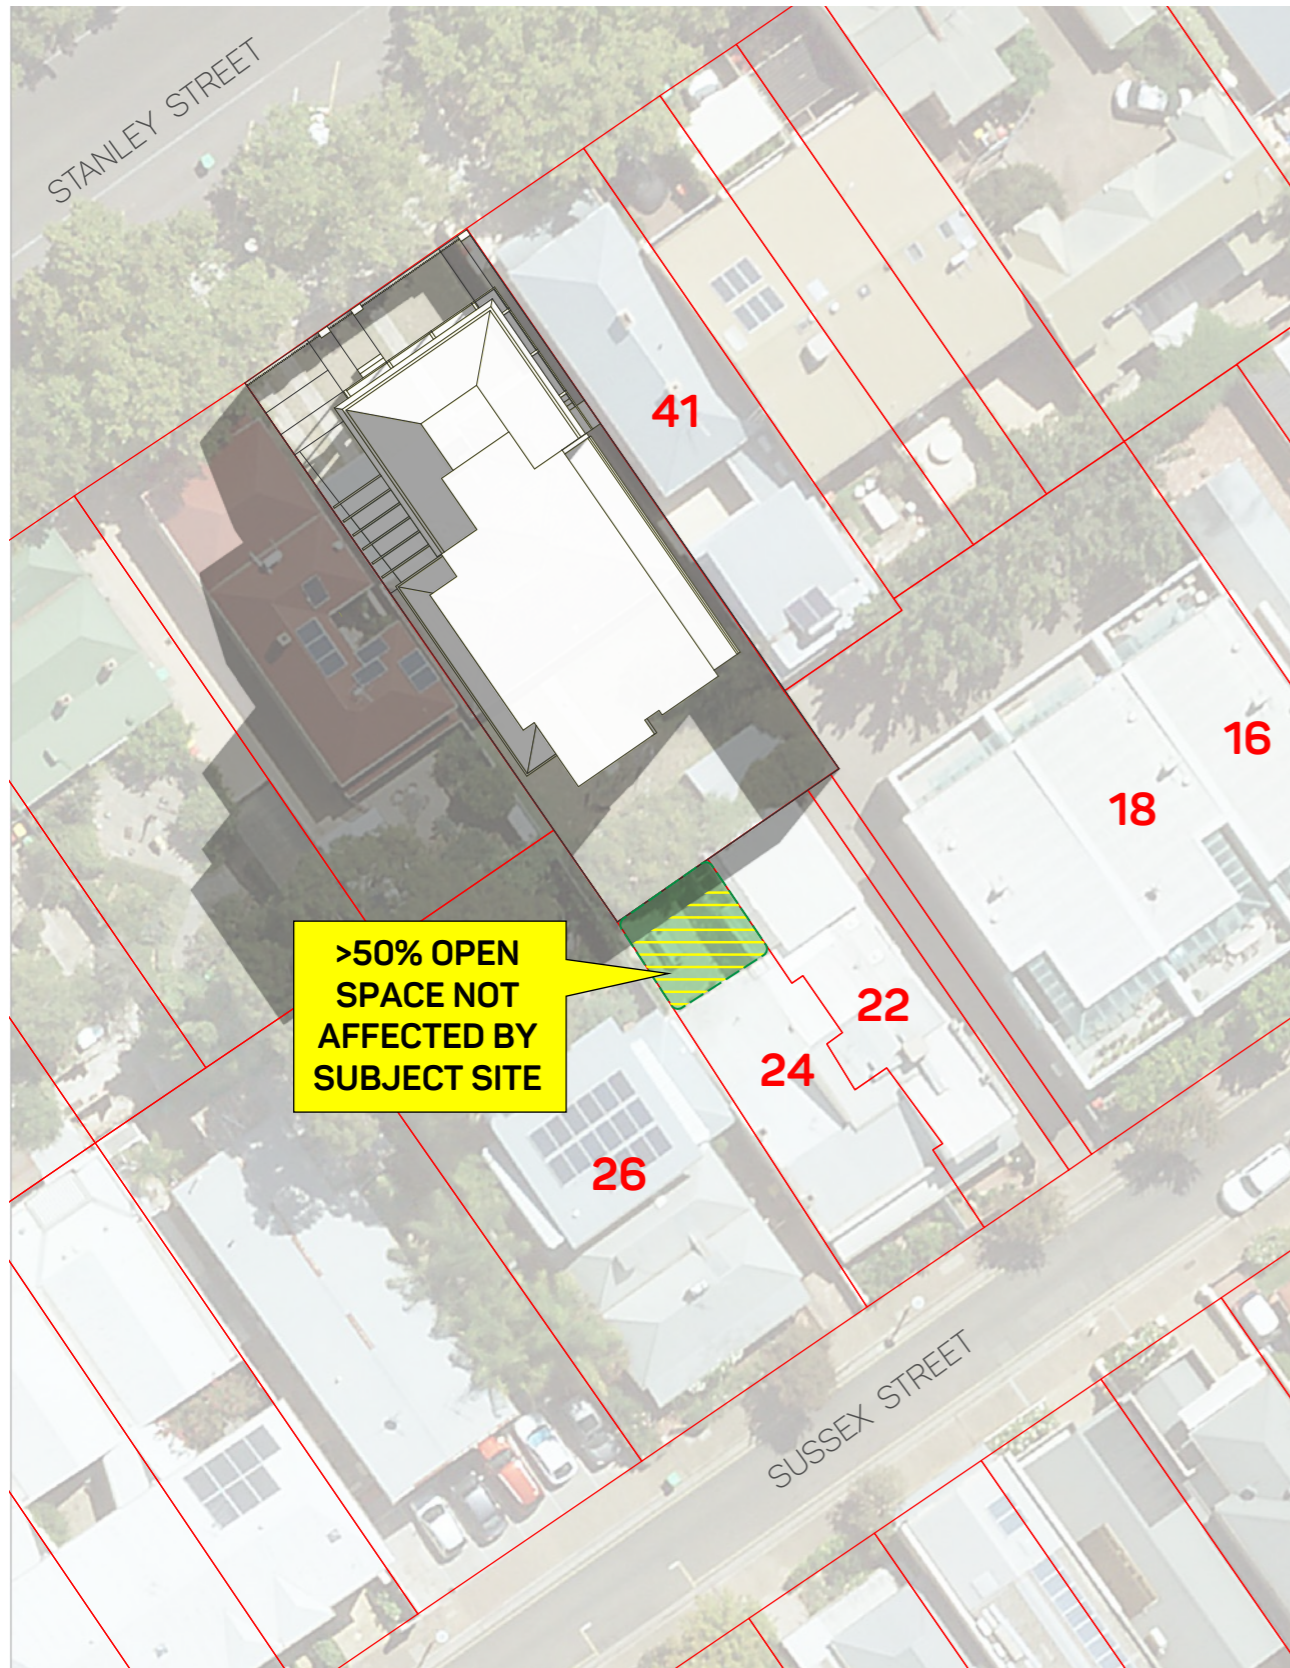 STANLEY STREET
41
16
18
>50% OPEN
SPACE NOT
AFFECTED BY
SUBJECT SITE
22
24
26
SUSSEX STREET